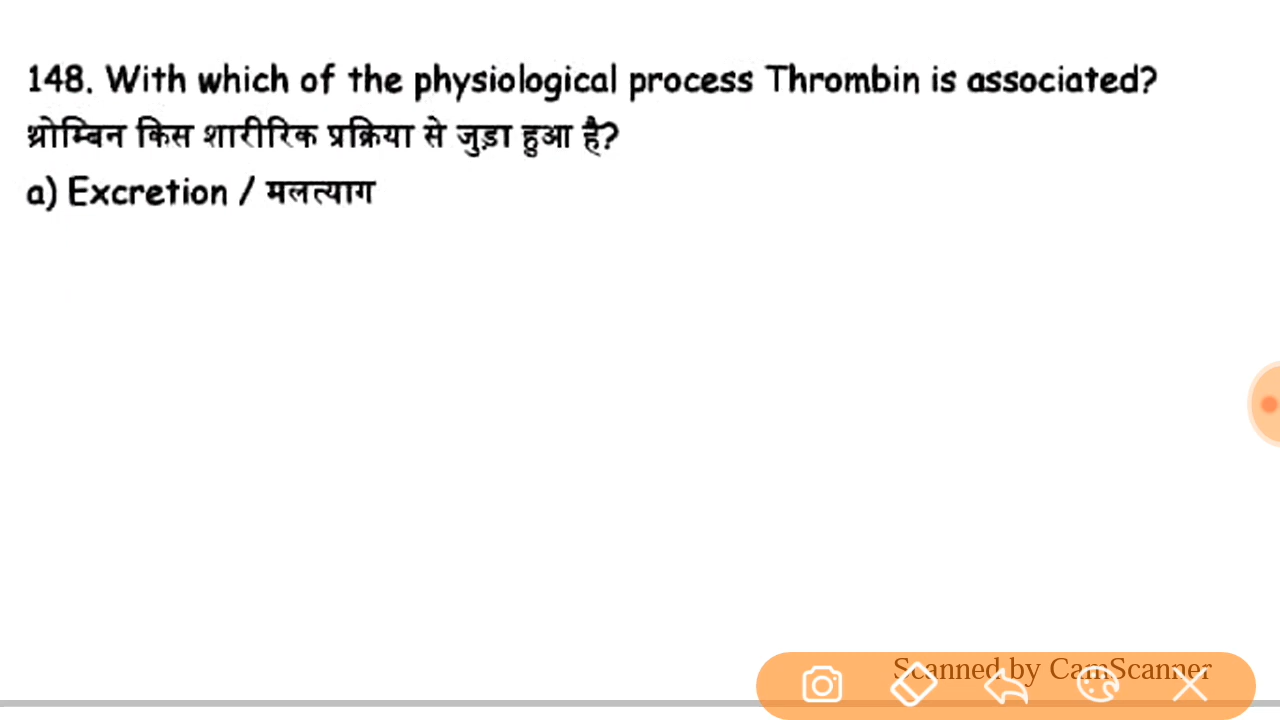 148. With which of the physiological process Thrombin is associated?
थ्रोम्बिन किस शारीरिक प्रक्रिया से जुड़ा हुआ है?
a) Excretion / मलत्याग
Scanned by CamScanner